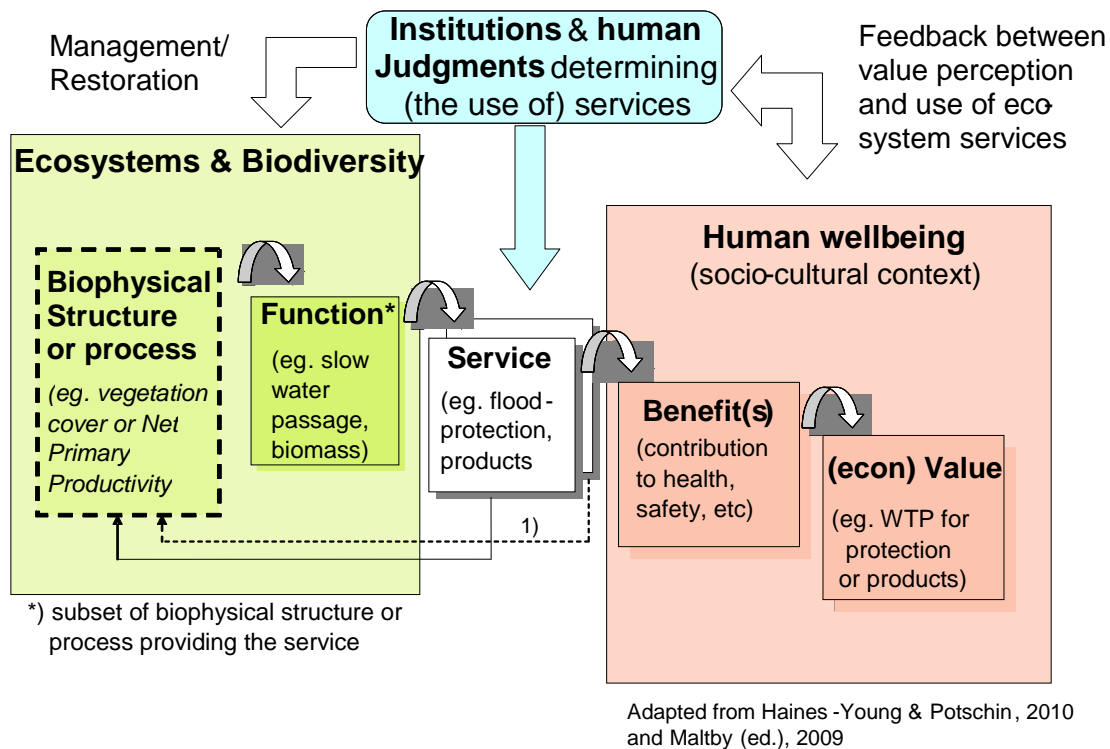 Management/
Restoration
Institutions & human
Judgments determining
(the use of) services
Feedback between
value perception
and use of eco-
system services
Ecosystems & Biodiversity
Biophysical
Structure
or process
(eg. vegetation
cover or Net
Primary
Productivity
Function*
(eg. slow
water
passage,
biomass)
Service
(eg. flood-
protection,
products
1)
Human wellbeing
(socio-cultural context)
Benefit(s)
(contribution
to health,
safety, etc)
(econ) Value
(eg. WTP for
protection
or products)
*) subset of biophysical structure or
process providing the service
Adapted from Haines-Young & Potschin, 2010
and Maltby (ed.), 2009